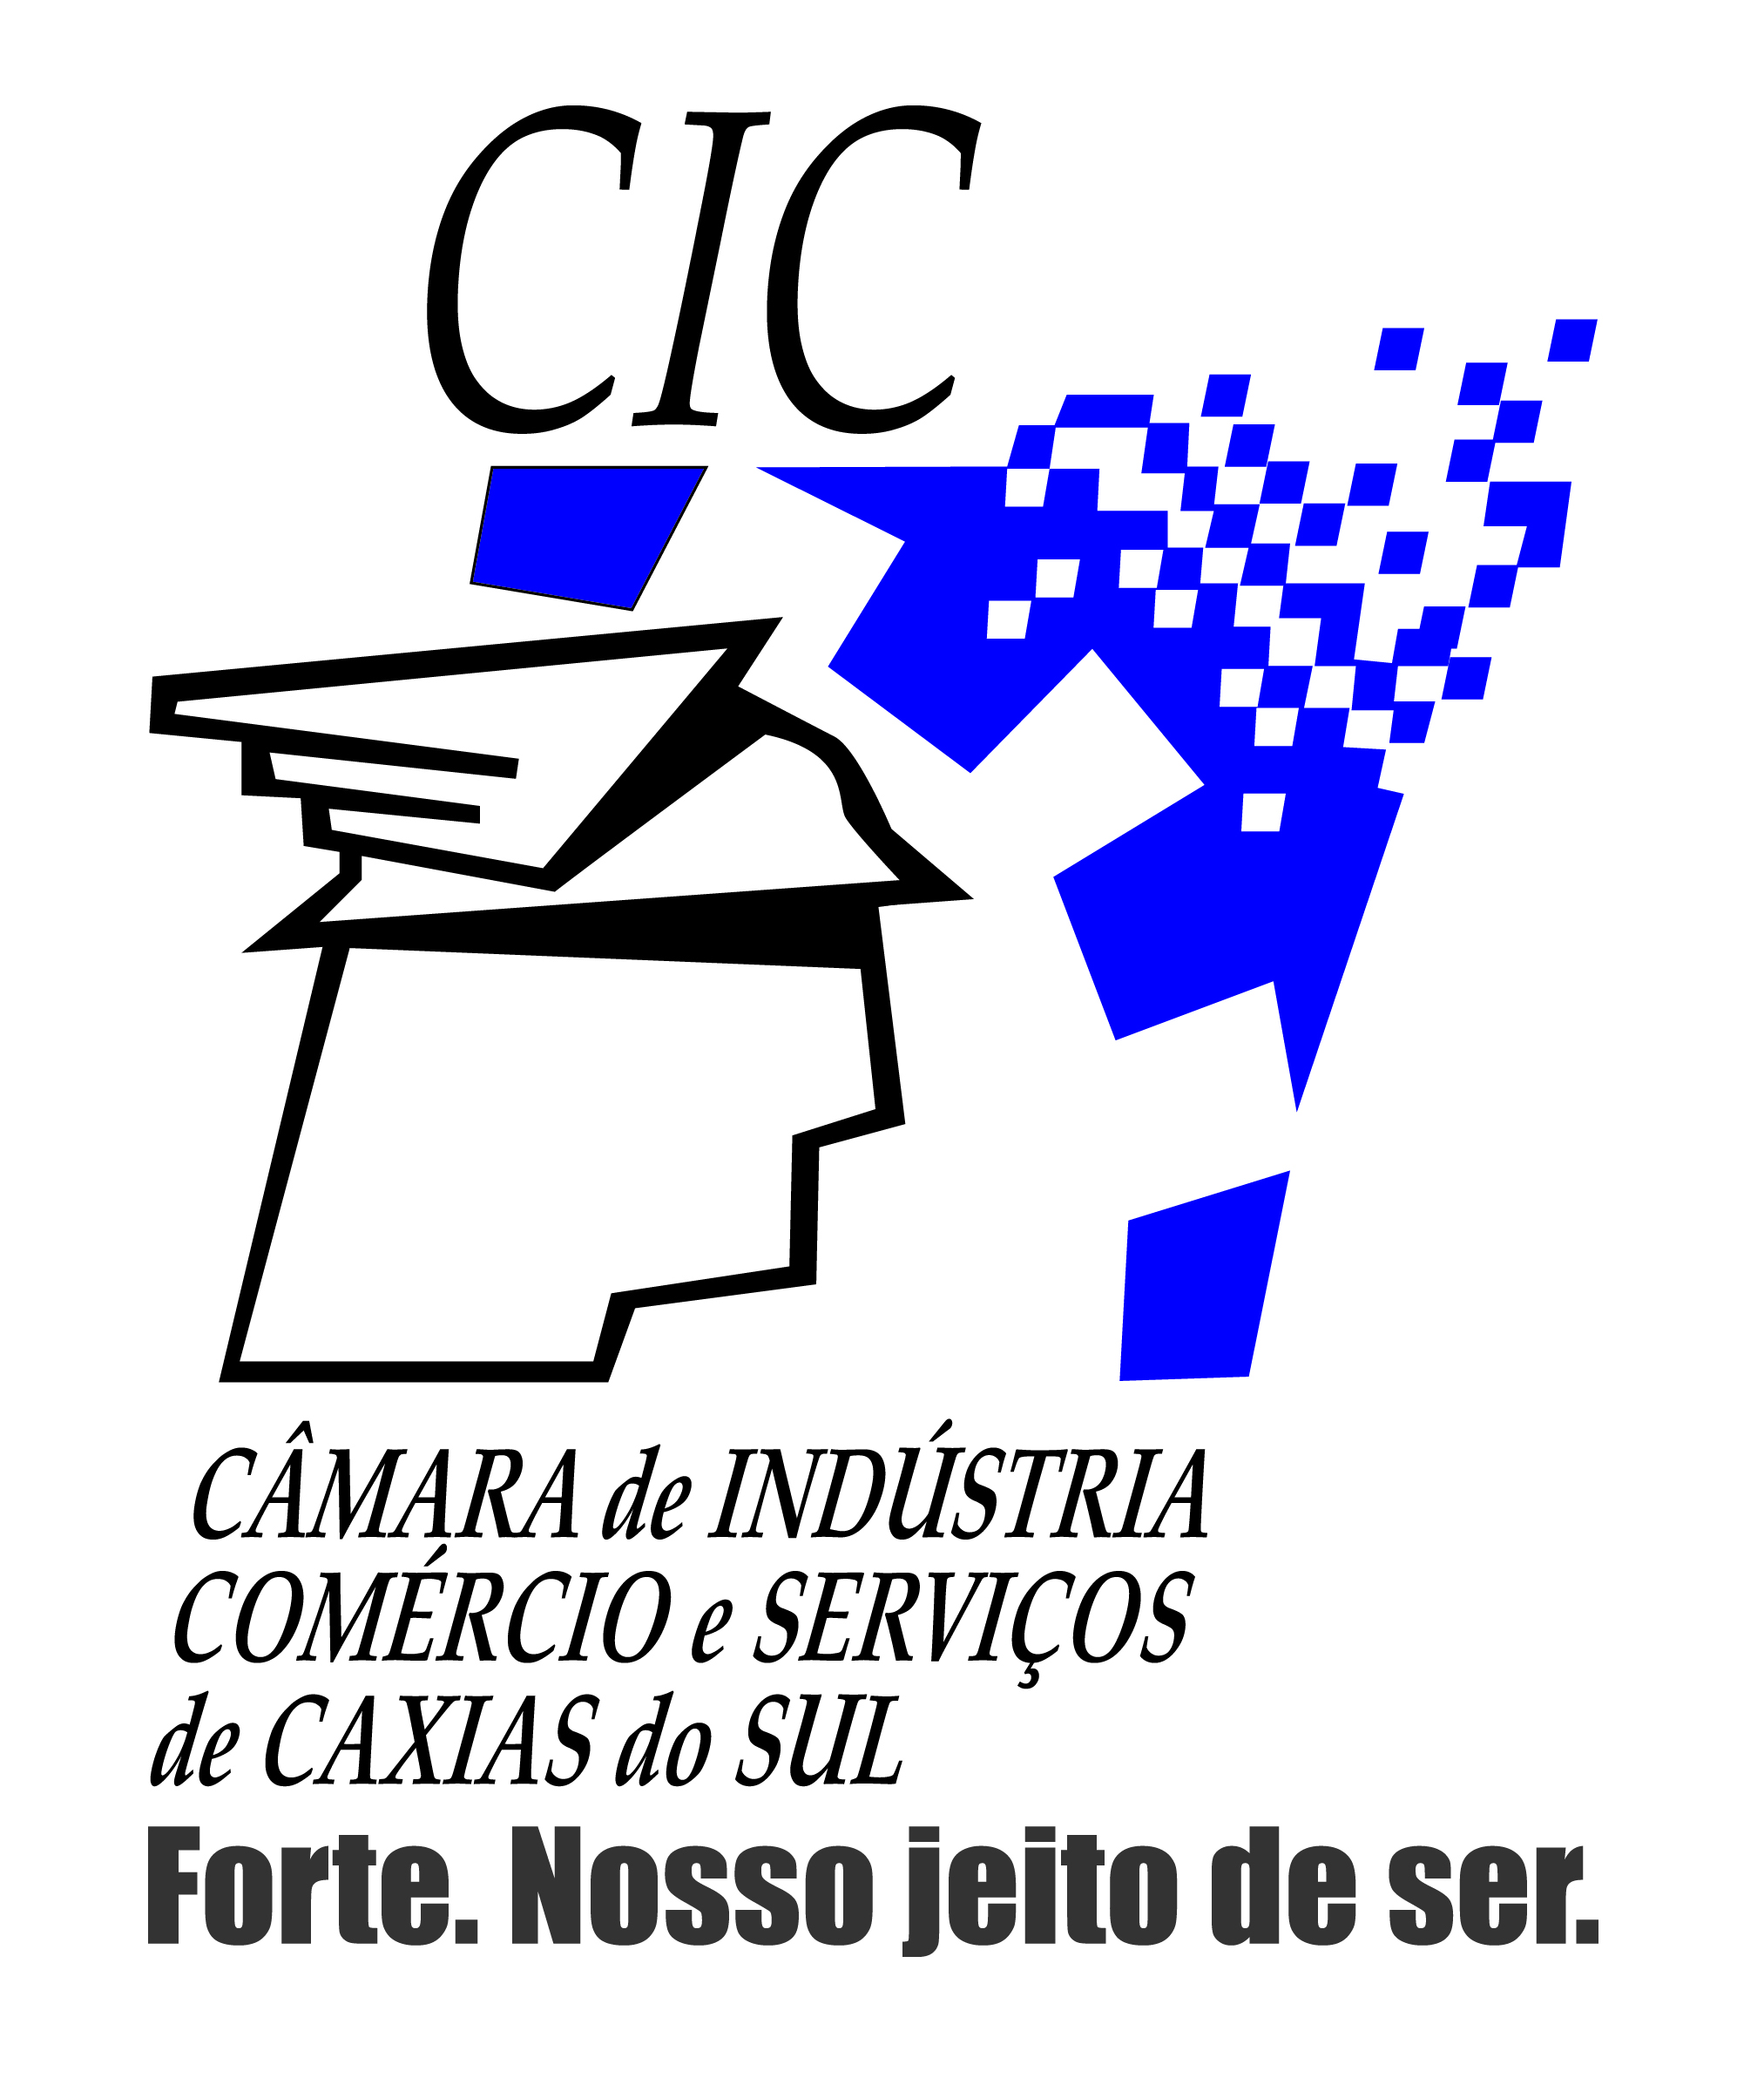 CIC
CÂMARA de INDÚSTRIA
COMÉRCIO e SERVIÇOS
de CAXIAS do SUL
Forte. Nosso jeito de ser.